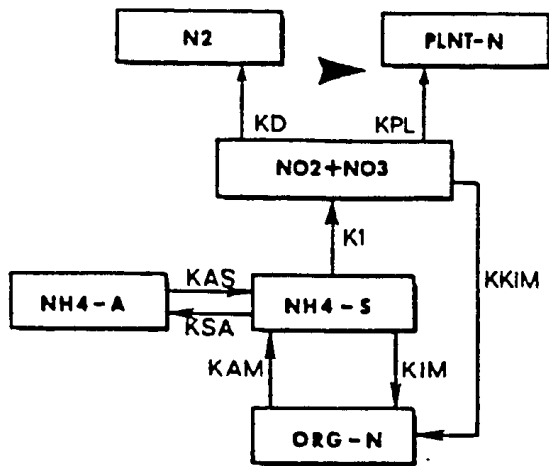 N2
PLNT-N
KD
KPL
NO2+NO3
K1
KKIM
KAS
NH4-A
NH4-S
KSA
KAM
KIM
ORG-N